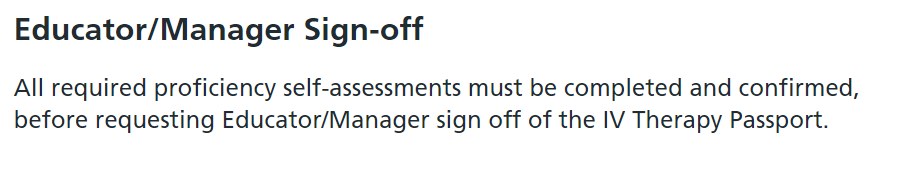 Educator/Manager Sign-off
All required proficiency self-assessments must be completed and confirmed,
before requesting Educator/Manager sign off of the IV Therapy Passport.